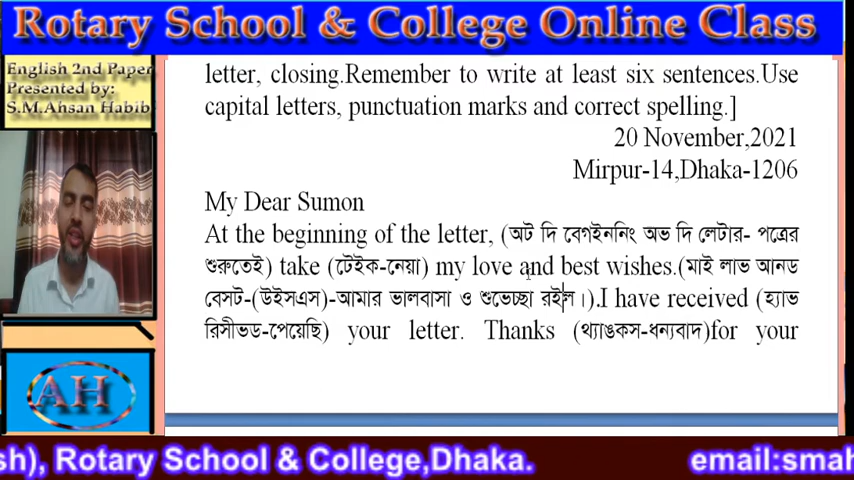 Rotary School & College Online Class
English 2nd Paper
Presented by:
S.M.Ahsan Habib
letter, closing.Remember to write at least six sentences.Use
capital letters, punctuation marks and correct spelling.]
20 November,2021
Mirpur-14,Dhaka-1206
My Dear Sumon
At the beginning of the letter, (অট দি বেগইননিং অভ দি লেটার- পত্রের
শুরুতেই) take (টেইক-নেয়া) my love and best wishes.(মাই লাভ আনড
বেসট-(উইসএস)-আমার ভালবাসা ও শুভেচ্ছা রইল।).I have received (হ্যাভ
রিসীভড-পেয়েছি) your letter. Thanks (থ্যাঙকস-ধন্যবাদ)for your
AH
sh), Rotary School & College,Dhaka. email:smah